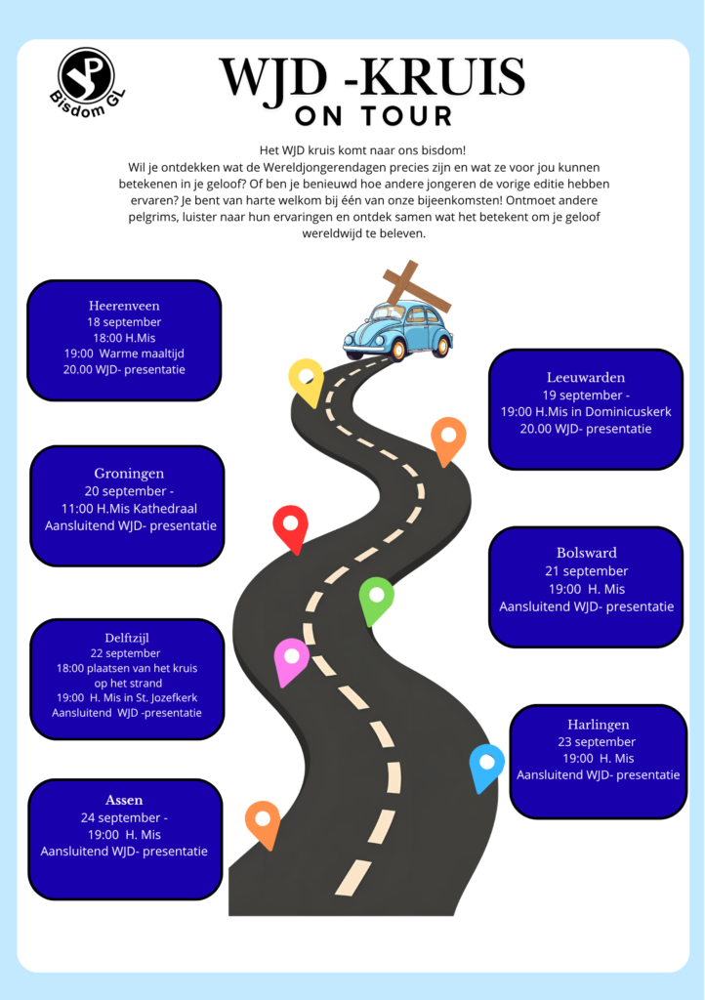 YP
Bisdom GL
WJD -KRUIS
ON TOUR
Het WJD kruis komt naar ons bisdom!
Wil je ontdekken wat de Wereldjongerendagen precies zijn en wat ze voor jou kunnen
betekenen in je geloof? Of ben je benieuwd hoe andere jongeren de vorige editie hebben
ervaren? Je bent van harte welkom bij één van onze bijeenkomsten! Ontmoet andere
pelgrims, luister naar hun ervaringen en ontdek samen wat het betekent om je geloof
wereldwijd te beleven.
Heerenveen
18 september
18:00 H.Mis
19:00 Warme maaltijd
20.00 WJD- presentatie
Leeuwarden
19 september -
19:00 H.Mis in Dominicuskerk
20.00 WJD- presentatie
Groningen
20 september -
11:00 H.Mis Kathedraal
Aansluitend WJD- presentatie
Bolsward
21 september
19:00 H. Mis
Aansluitend WJD- presentatie
Delftzijl
22 september
18:00 plaatsen van het kruis
op het strand
19:00 H. Mis in St. Jozefkerk
Aansluitend WJD -presentatie
Harlingen
23 september
19:00 H. Mis
Aansluitend WJD- presentatie
Assen
24 september -
19:00 H. Mis
Aansluitend WJD- presentatie